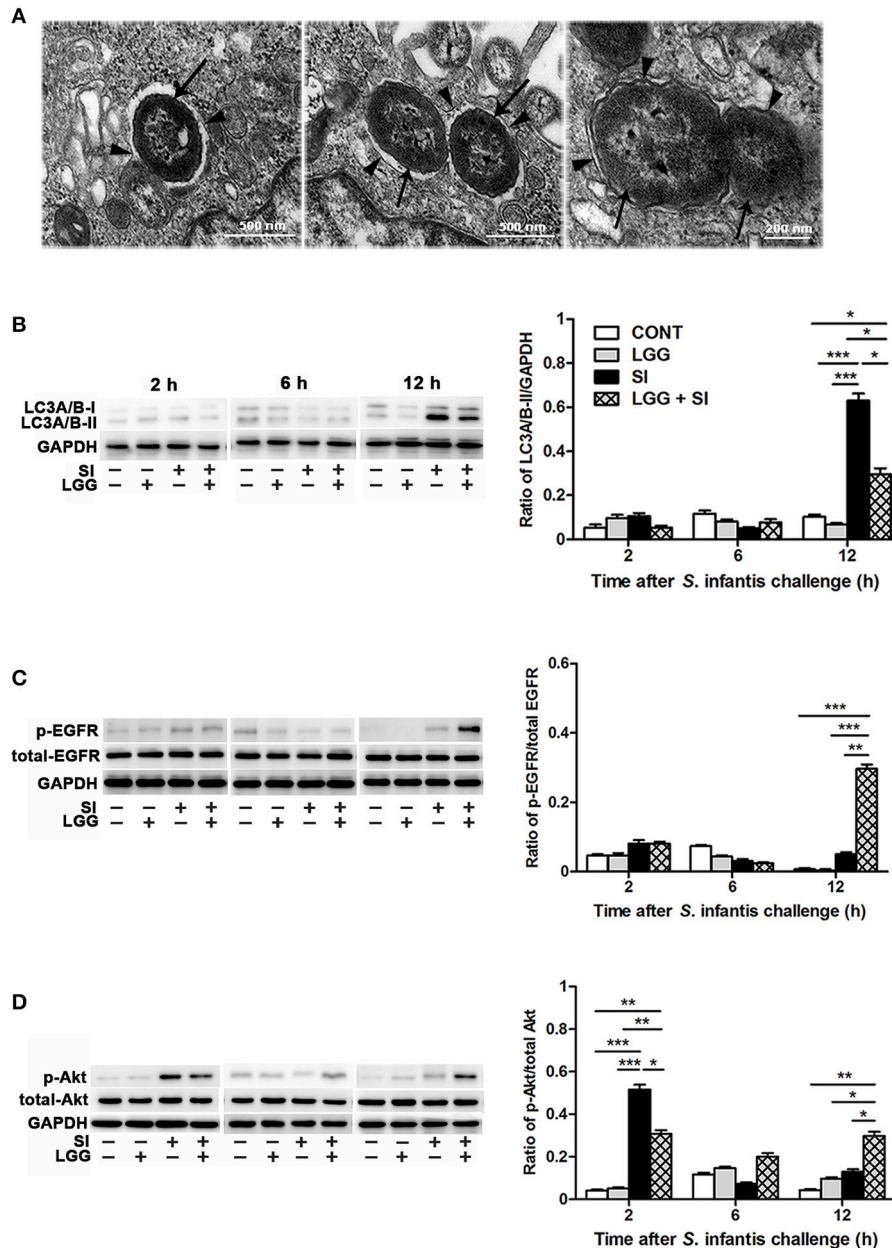 A
500 nm
500 nm
200 nm
B
2 h
6 h
12 h
LC3A/B-I
LC3A/B-II
GAPDH
SI − − + + − − + + − − + +
LGG − + − + − + − + − + − +
Ratio of LC3A/B-II/GAPDH
1
0.8
0.6
0.4
0.2
0
CONT
LGG
SI
LGG + SI
*
*
*** *
***
2 6 12
Time after S. infantis challenge (h)
C
p-EGFR
total-EGFR
GAPDH
SI − − + + − − + + − − + +
LGG − + − + − + − + − + − +
Ratio of p-EGFR/total EGFR
0.6
0.4
0.2
0
***
***
**
2 6 12
Time after S. infantis challenge (h)
D
p-Akt
total-Akt
GAPDH
SI − − + + − − + + − − + +
LGG − + − + − + − + − + − +
Ratio of p-Akt/total Akt
1
0.8
0.6
0.4
0.2
0
**
**
***
*** *
**
*
*
2 6 12
Time after S. infantis challenge (h)